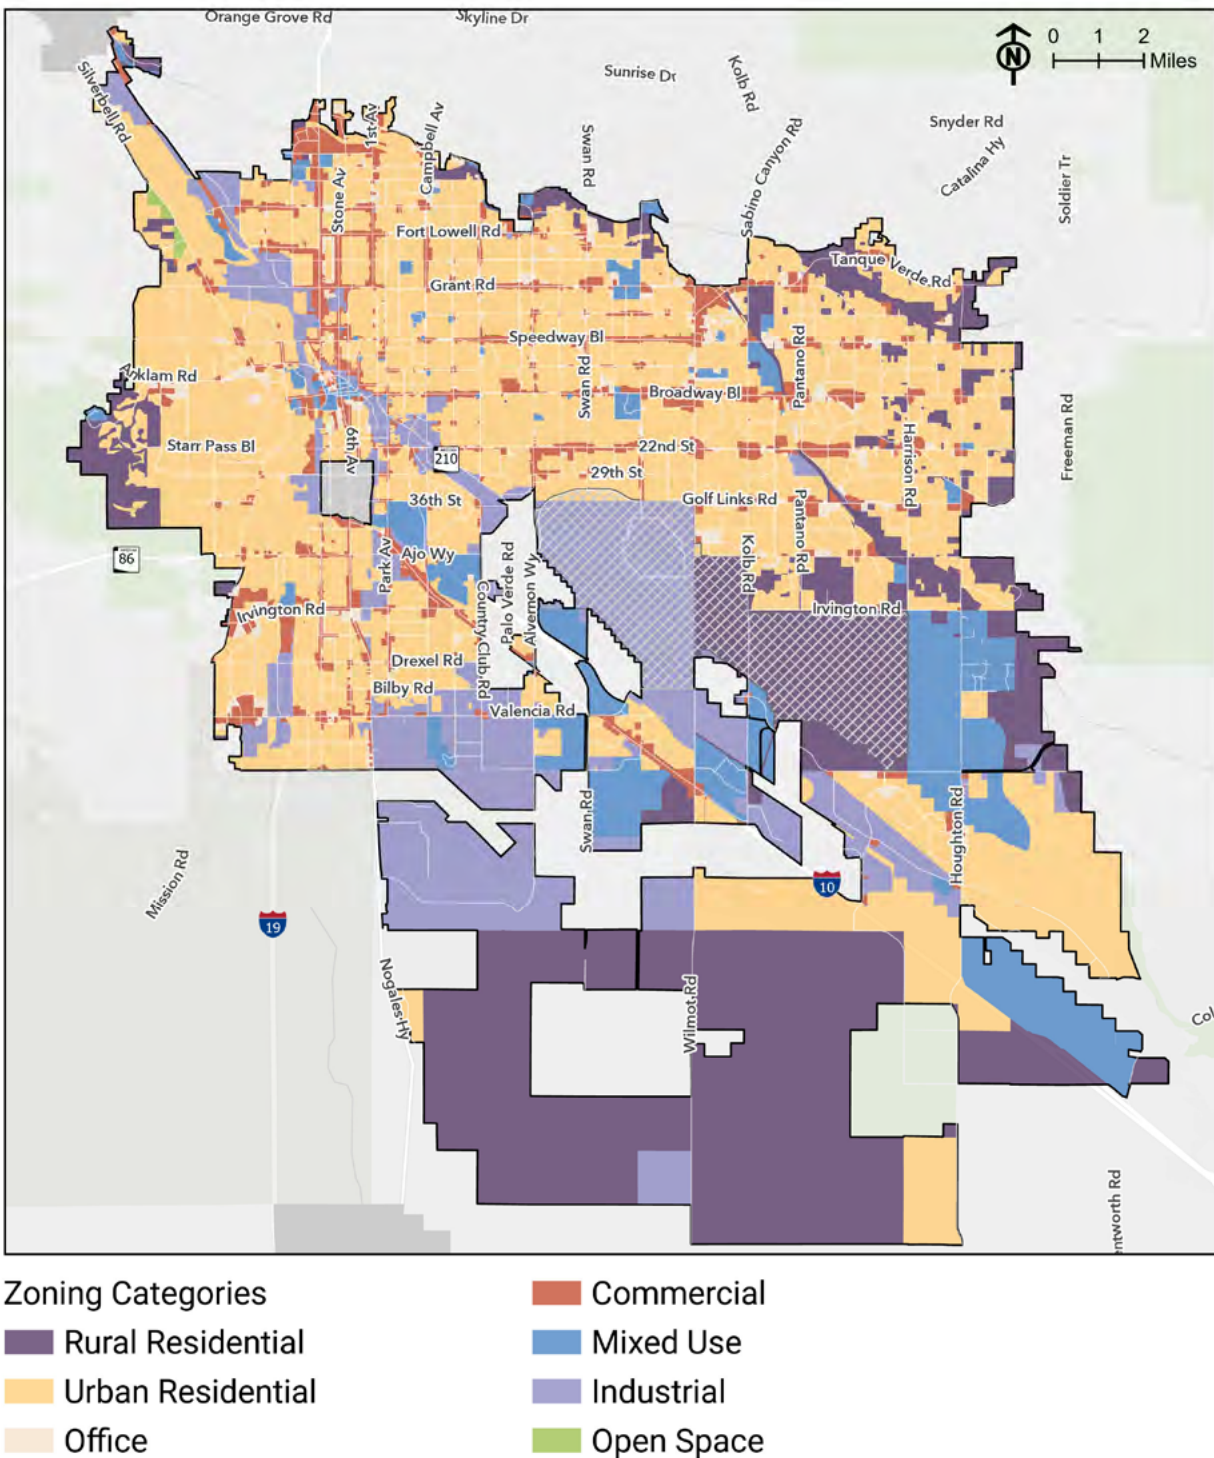 Orange Grove Rd
Skyline Dr
Sunrise Dr
Kolb Rd
N
0 1 2
Miles
Silverbell Rd
1st Av
Campbell Av
Swan Rd
Sabino Canyon Rd
Snyder Rd
Catalina Hy
Soldier Tr
Stone Av
Fort Lowell Rd
Tanque Verde Rd
Grant Rd
Speedway Bl
Pantano Rd
Anklam Rd
Swan Rd
Broadway Bl
Starr Pass Bl
6th Av
210
22nd St
Harrison Rd
Freeman Rd
29th St
36th St
Golf Links Rd
Pantano Rd
86
Park Av
Ajo Wy
Palo Verde Rd
Alvernon Wy
Kolb Rd
Irvington Rd
Country Club Rd
Irvington Rd
Drexel Rd
Bilby Rd
Valencia Rd
Swan Rd
Houghton Rd
Mission Rd
10
19
Nogales Hy
Wilmot Rd
Col
entworth Rd
Zoning Categories
Rural Residential
Urban Residential
Office
Commercial
Mixed Use
Industrial
Open Space